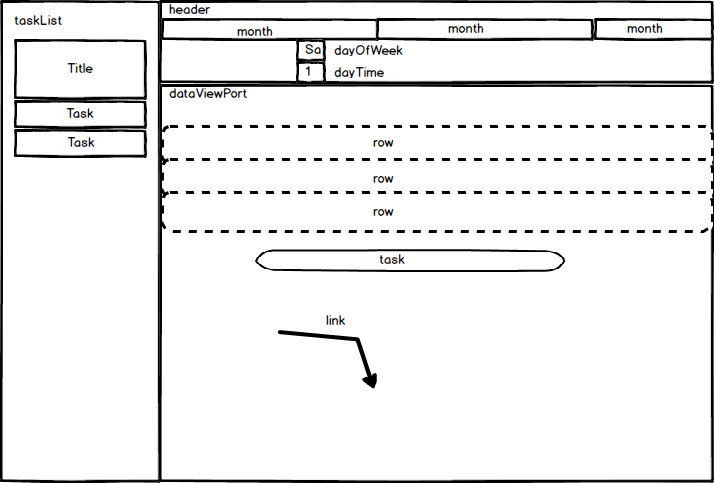 taskList
Title
Task
Task
header
month
month
month
Sa dayOfWeek
1 dayTime
dataViewPort
row
row
row
task
link